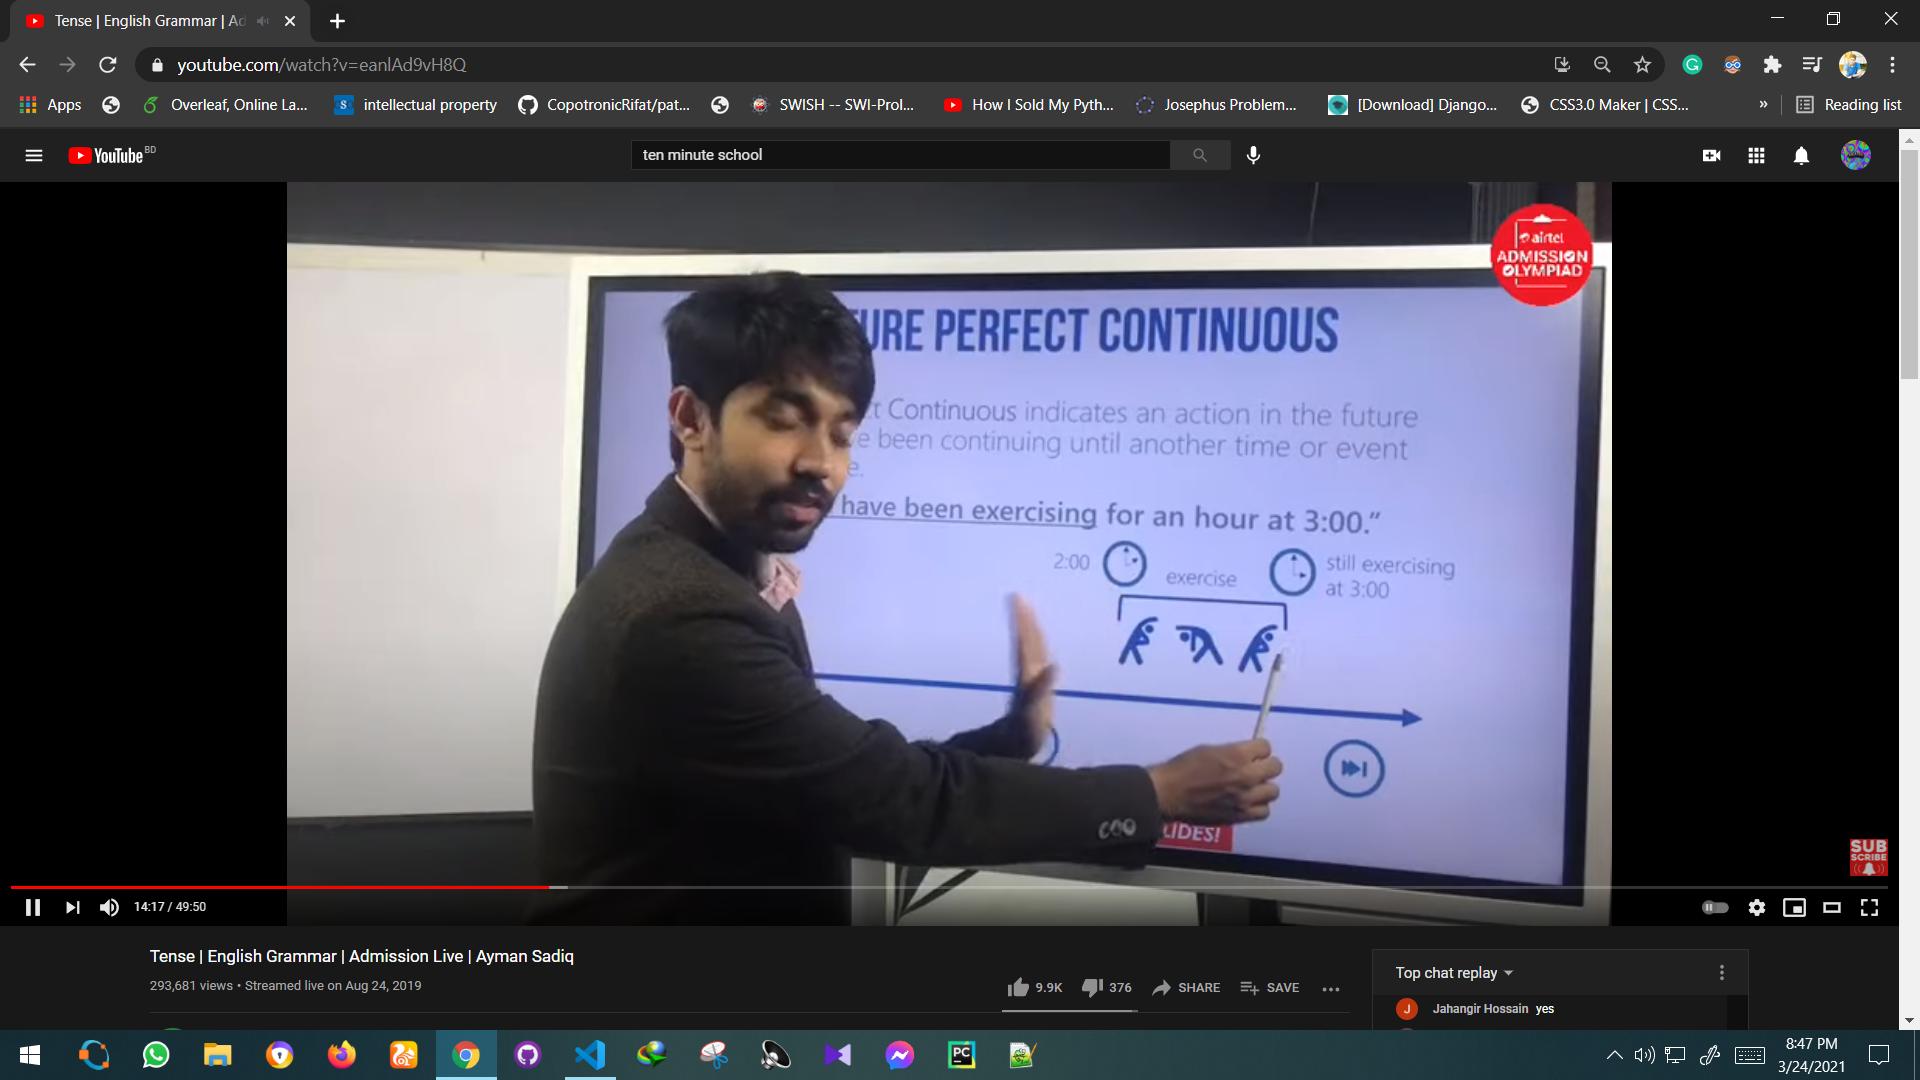 Tense | English Grammar | Ad
youtube.com/watch?v=eanlAd9vH8Q
Apps
Overleaf, Online La...
intellectual property
CopotronicRifat/pat...
SWISH -- SWI-Prol...
How I Sold My Pyth...
Josephus Problem...
[Download] Django...
CSS3.0 Maker | CSS...
»
Reading list
YouTube BD
ten minute school
airtel
ADMISSION
OLYMPIAD
URE PERFECT CONTINUOUS
ct Continuous indicates an action in the future
ve been continuing until another time or event
e.
have been exercising for an hour at 3:00."
2:00
exercise
still exercising
at 3:00
LIDES!
SUB
SCRIBE
14:17 / 49:50
Tense | English Grammar | Admission Live | Ayman Sadiq
293,681 views • Streamed live on Aug 24, 2019
9.9K
376
SHARE
SAVE
Top chat replay
J
Jahangir Hossain yes
PC
8:47 PM
3/24/2021